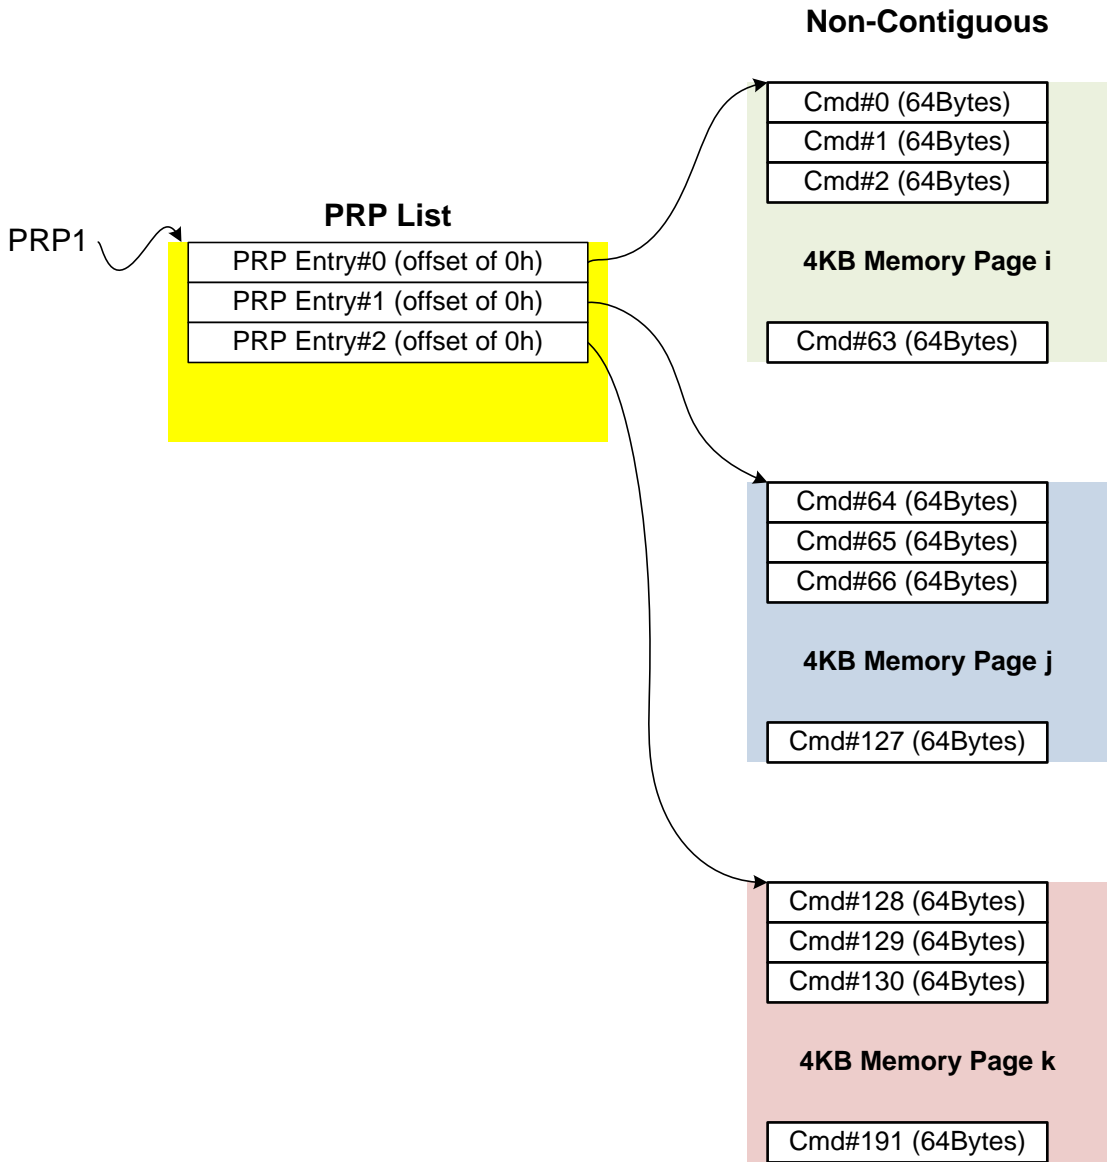 Non-Contiguous
Cmd#0 (64Bytes)
Cmd#1 (64Bytes)
Cmd#2 (64Bytes)
4KB Memory Page i
Cmd#63 (64Bytes)
PRP1
PRP List
PRP Entry#0 (offset of 0h)
PRP Entry#1 (offset of 0h)
PRP Entry#2 (offset of 0h)
Cmd#64 (64Bytes)
Cmd#65 (64Bytes)
Cmd#66 (64Bytes)
4KB Memory Page j
Cmd#127 (64Bytes)
Cmd#128 (64Bytes)
Cmd#129 (64Bytes)
Cmd#130 (64Bytes)
4KB Memory Page k
Cmd#191 (64Bytes)